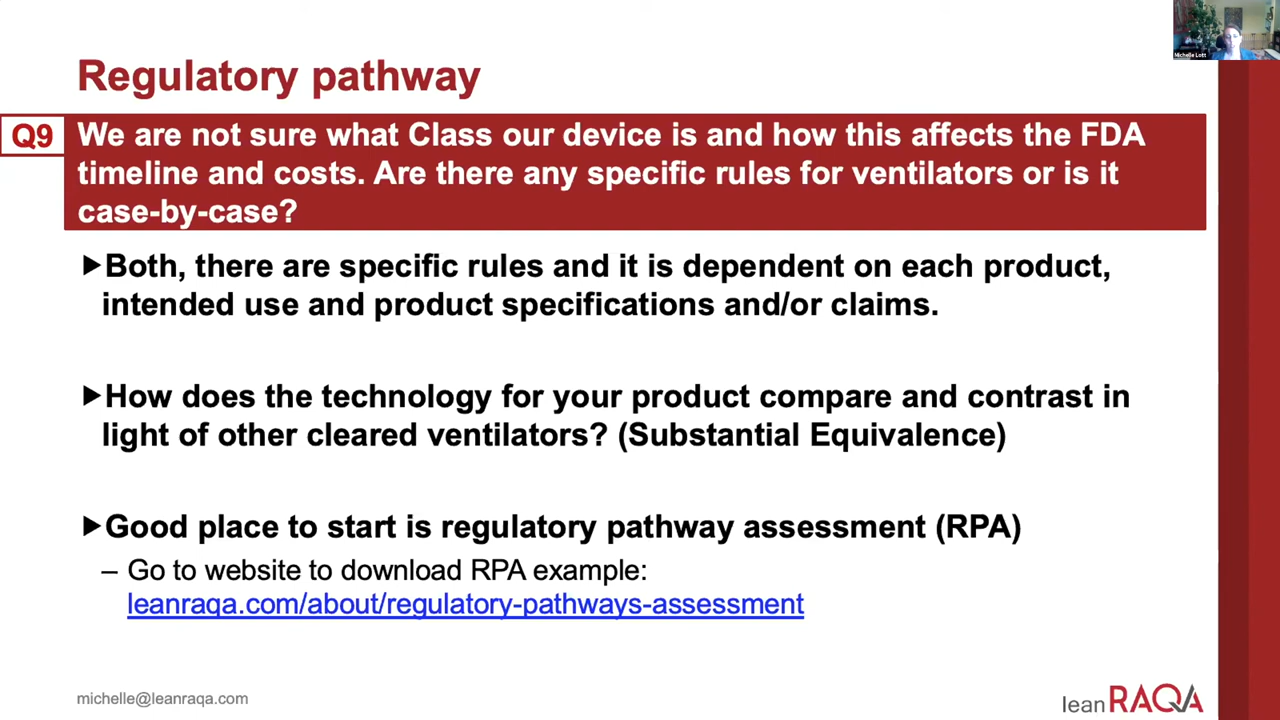 Regulatory pathway
Michelle Lott
Q9
We are not sure what Class our device is and how this affects the FDA
timeline and costs. Are there any specific rules for ventilators or is it
case-by-case?
▶Both, there are specific rules and it is dependent on each product,
intended use and product specifications and/or claims.
▶How does the technology for your product compare and contrast in
light of other cleared ventilators? (Substantial Equivalence)
▶Good place to start is regulatory pathway assessment (RPA)
– Go to website to download RPA example:
leanraqa.com/about/regulatory-pathways-assessment
michelle@leanraqa.com
lean RAQA